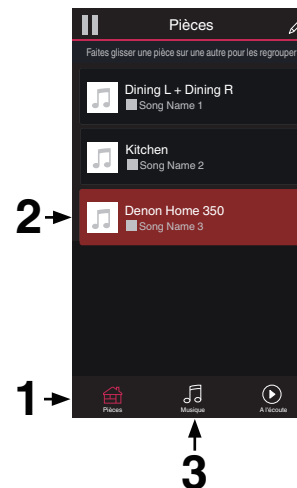 Pièces
Faites glisser une pièce sur une autre pour les regrouper
Dining L + Dining R
Song Name 1
Kitchen
Song Name 2
2
Denon Home 350
Song Name 3
1
Pièces
Musique
A l'écoute
3